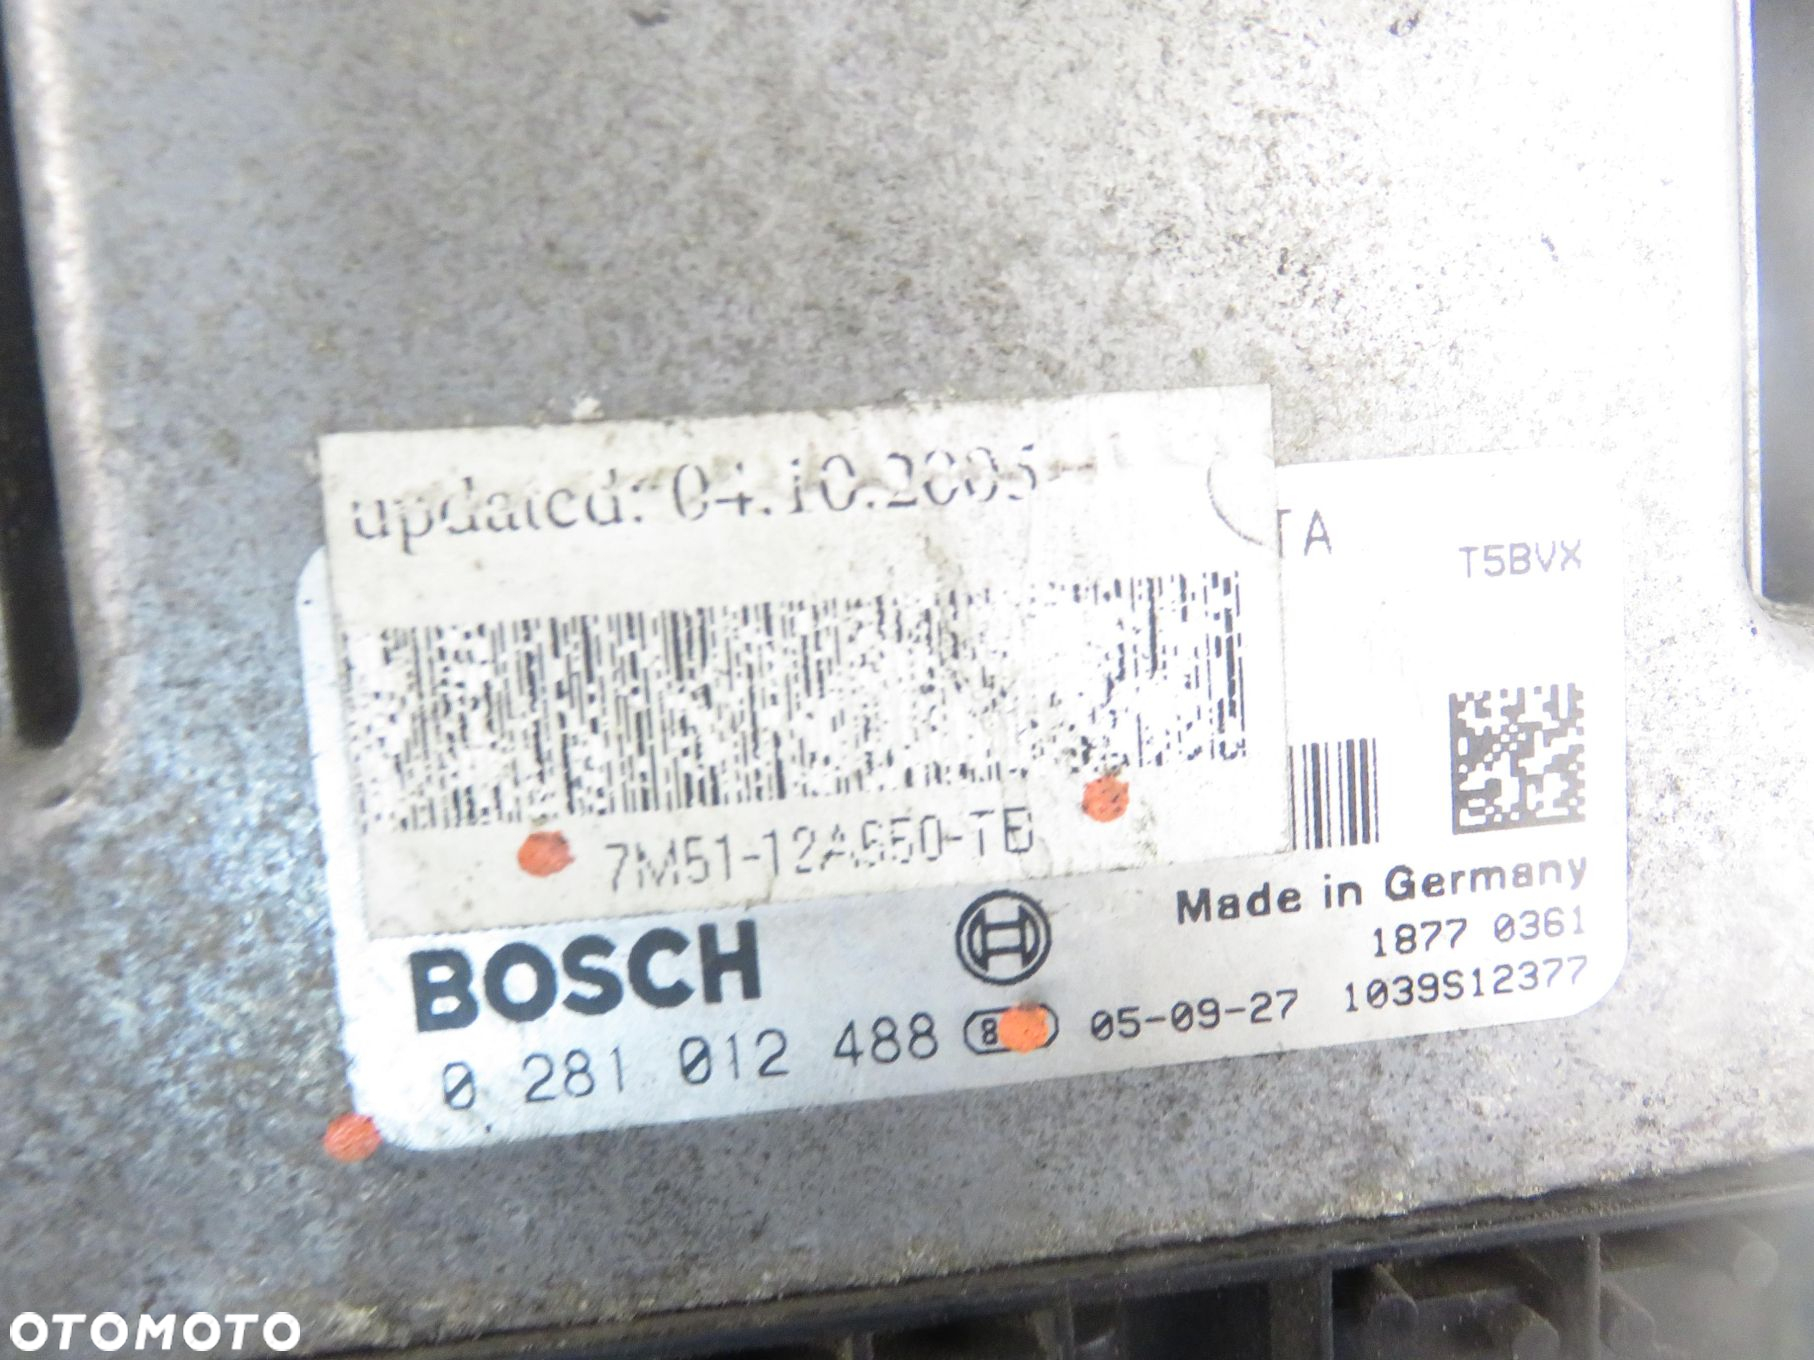 updated: 04.10.2005
TA
T5BVX
7M51-12A650-TB
Made in Germany
BOSCH
1877 0361
0 281 012 488 8 05-09-27 1039S12377
OTOMOTO